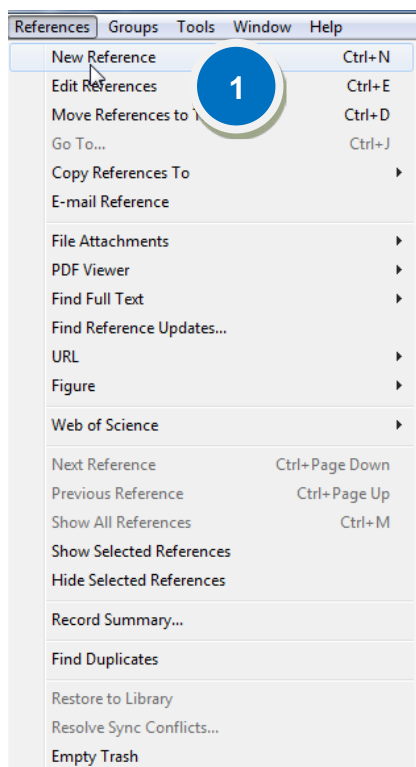 References Groups Tools Window Help
New Reference Ctrl+N
1
Edit References Ctrl+E
Move References to Ctrl+D
Go To... Ctrl+J
Copy References To
E-mail Reference
File Attachments
PDF Viewer
Find Full Text
Find Reference Updates...
URL
Figure
Web of Science
Next Reference Ctrl+Page Down
Previous Reference Ctrl+Page Up
Show All References Ctrl+M
Show Selected References
Hide Selected References
Record Summary...
Find Duplicates
Restore to Library
Resolve Sync Conflicts...
Empty Trash